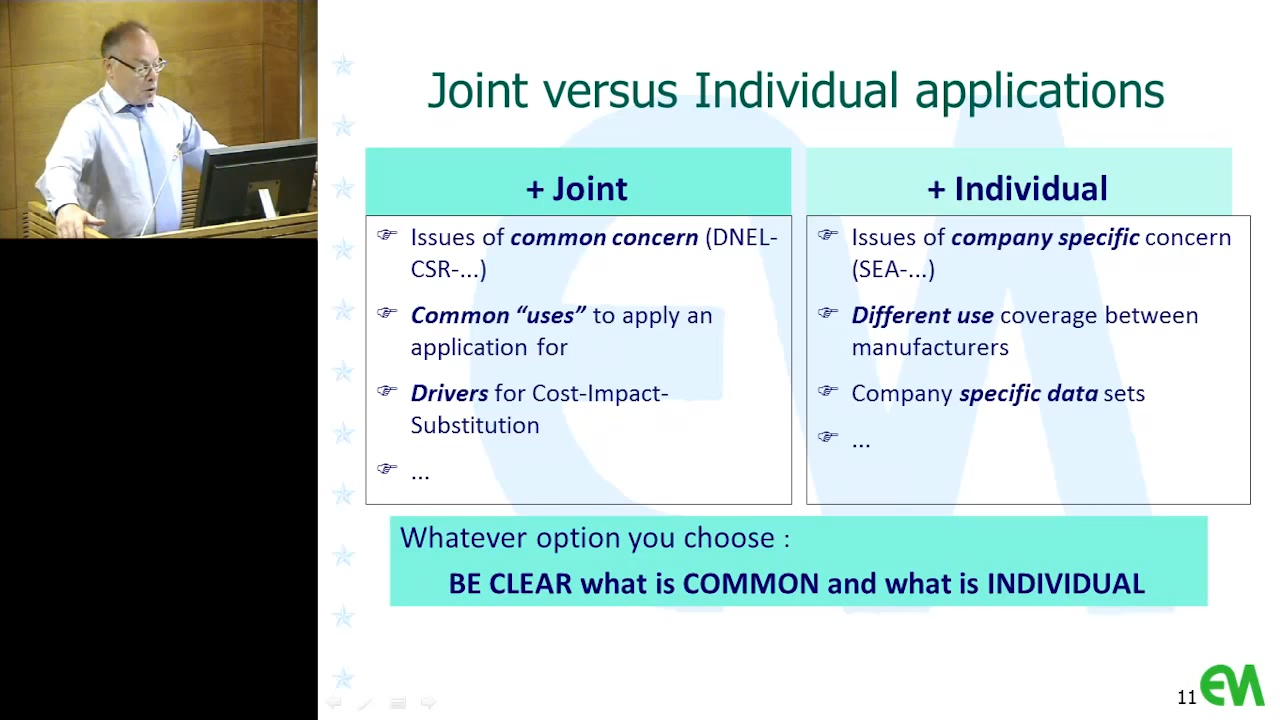 Joint versus Individual applications
+ Joint
Issues of common concern (DNEL-
CSR-...)
Common “uses” to apply an
application for
Drivers for Cost-Impact-
Substitution
...
+ Individual
Issues of company specific concern
(SEA-...)
Different use coverage between
manufacturers
Company specific data sets
...
Whatever option you choose :
BE CLEAR what is COMMON and what is INDIVIDUAL
11
EM